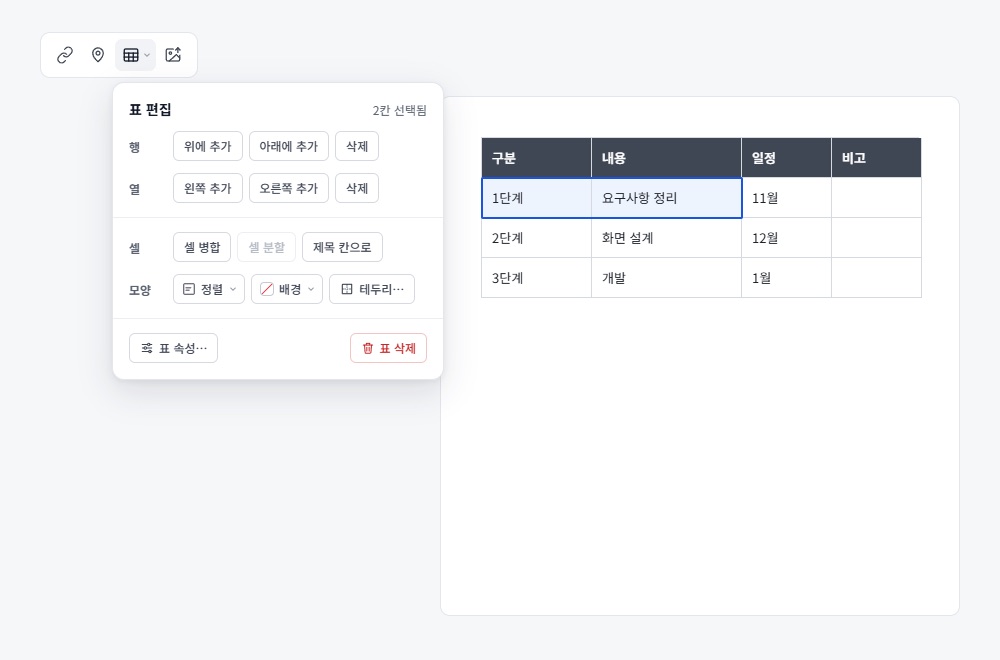 표 편집 2칸 선택됨
행 위에 추가 아래에 추가 삭제
열 왼쪽 추가 오른쪽 추가 삭제
셀 셀 병합 셀 분할 제목 칸으로
모양 정렬 배경 테두리…
표 속성… 표 삭제
구분 내용 일정 비고
1단계 요구사항 정리 11월
2단계 화면 설계 12월
3단계 개발 1월